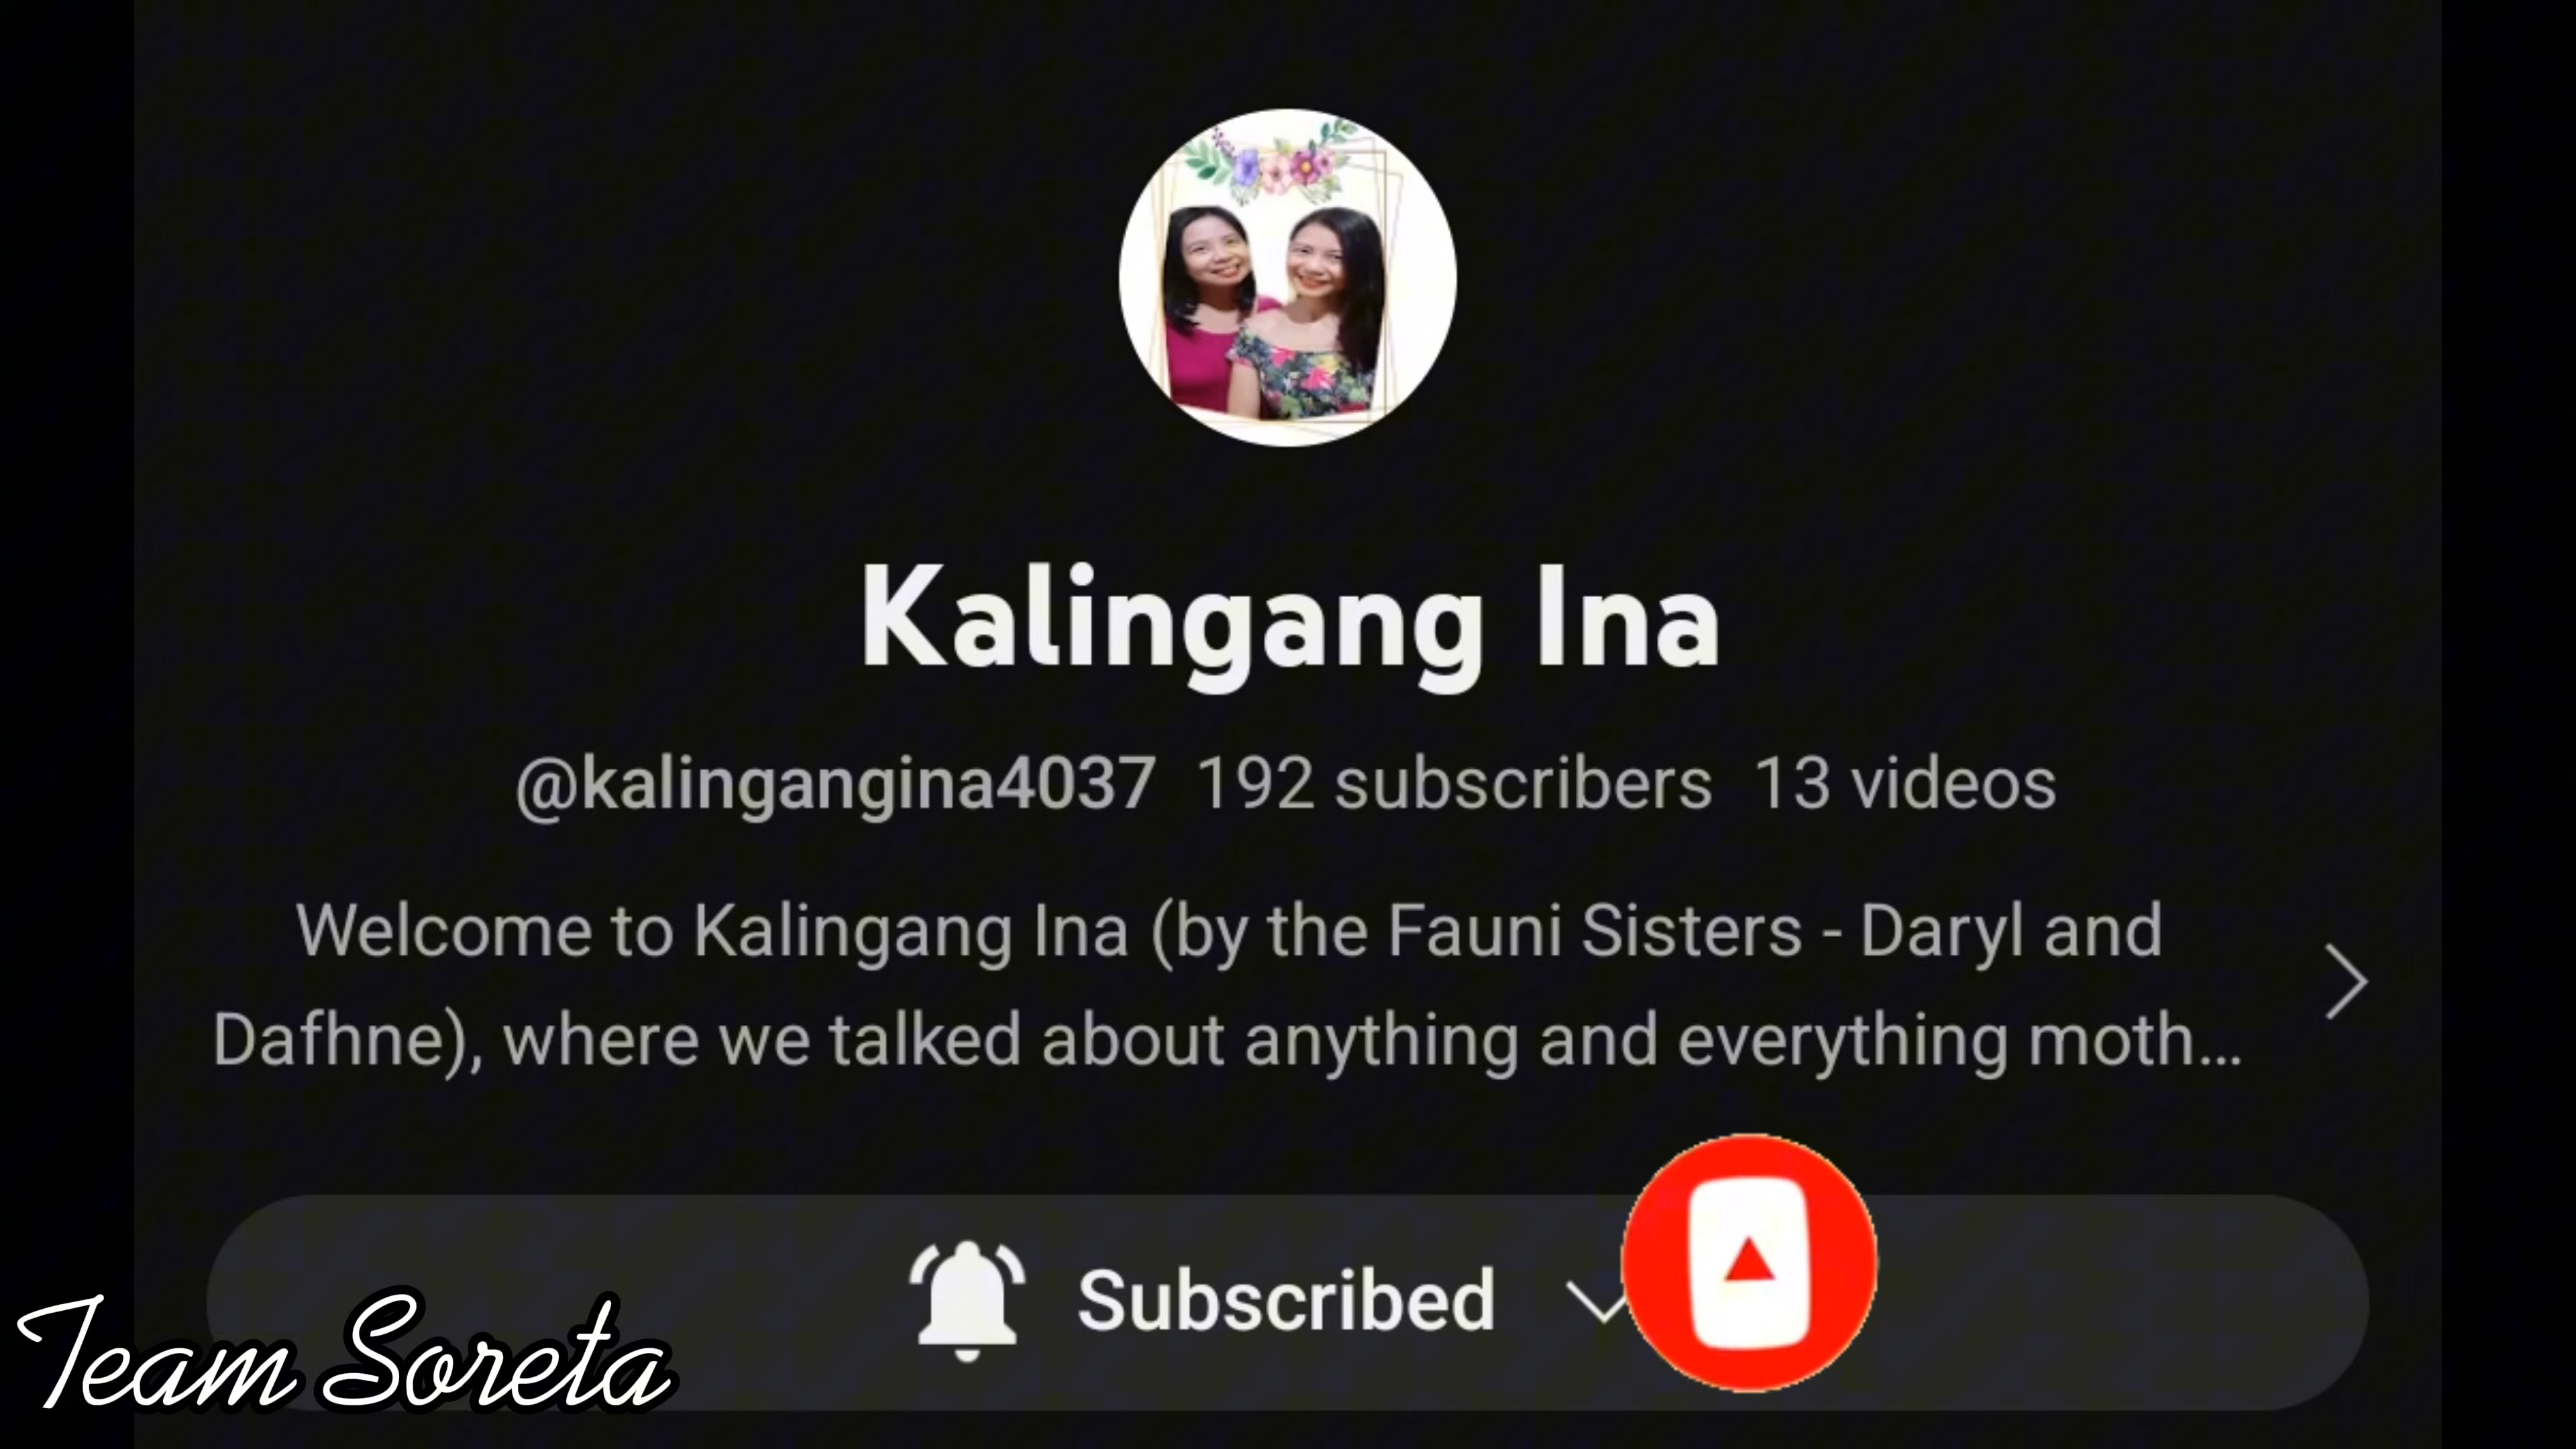 Kalingang Ina
@kalingangina4037 192 subscribers 13 videos
Welcome to Kalingang Ina (by the Fauni Sisters - Daryl and
Dafhne), where we talked about anything and everything moth...
Subscribed
Team Soreta